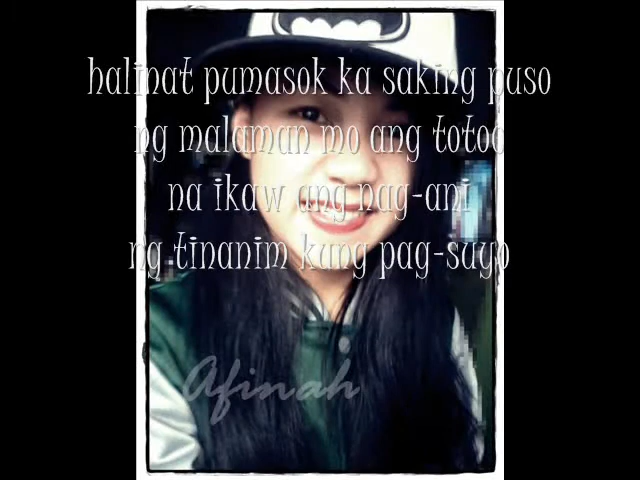 halinat pumasok ka saking puso
ng malaman mo ang totoo
na ikaw ang nag-ani
ng tinanim kung pag-suyo
Afinah